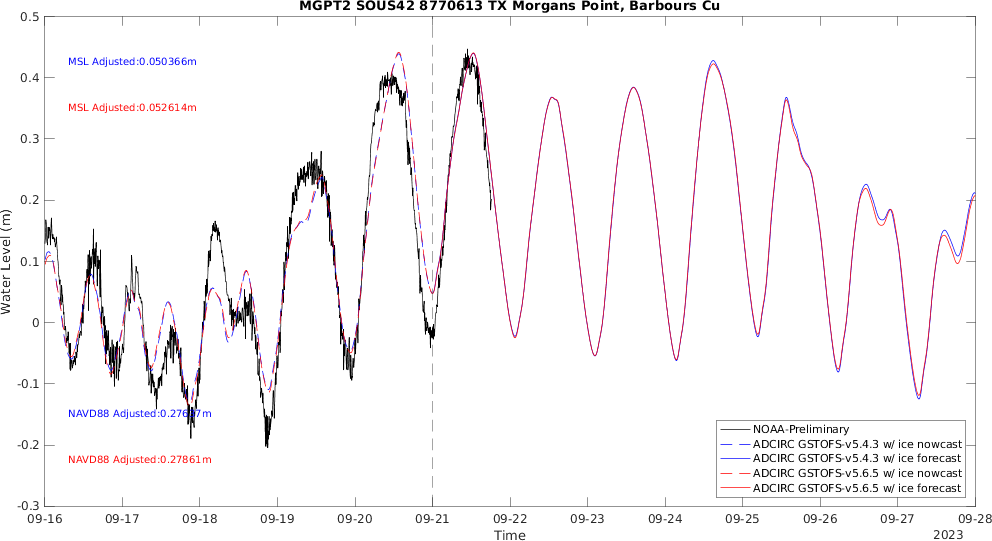 MGPT2 SOUS42 8770613 TX Morgans Point, Barbours Cu
0.5
0.4
0.3
0.2
0.1
0
-0.1
-0.2
-0.3
Water Level (m)
MSL Adjusted:0.050366m
MSL Adjusted:0.052614m
NAVD88 Adjusted:0.27627m
NAVD88 Adjusted:0.27861m
NOAA-Preliminary
ADCIRC GSTOFS-v5.4.3 w/ ice nowcast
ADCIRC GSTOFS-v5.4.3 w/ ice forecast
ADCIRC GSTOFS-v5.6.5 w/ ice nowcast
ADCIRC GSTOFS-v5.6.5 w/ ice forecast
09-16 09-17 09-18 09-19 09-20 09-21 09-22 09-23 09-24 09-25 09-26 09-27 09-28
Time
2023